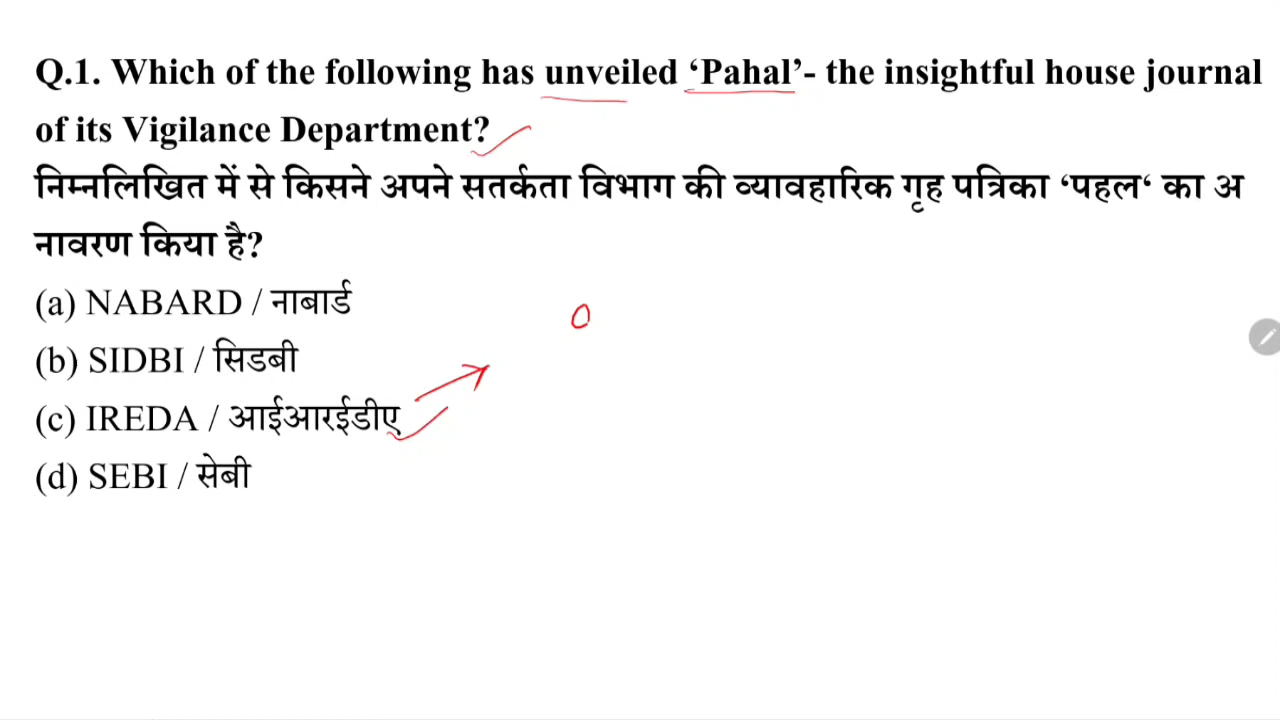 Q.1. Which of the following has unveiled ‘Pahal’- the insightful house journal
of its Vigilance Department?
निम्नलिखित में से किसने अपने सतर्कता विभाग की व्यावहारिक गृह पत्रिका ‘पहल‘ का अ
नावरण किया है?
(a) NABARD / नाबार्ड
(b) SIDBI / सिडबी
(c) IREDA / आईआरईडीए
(d) SEBI / सेबी